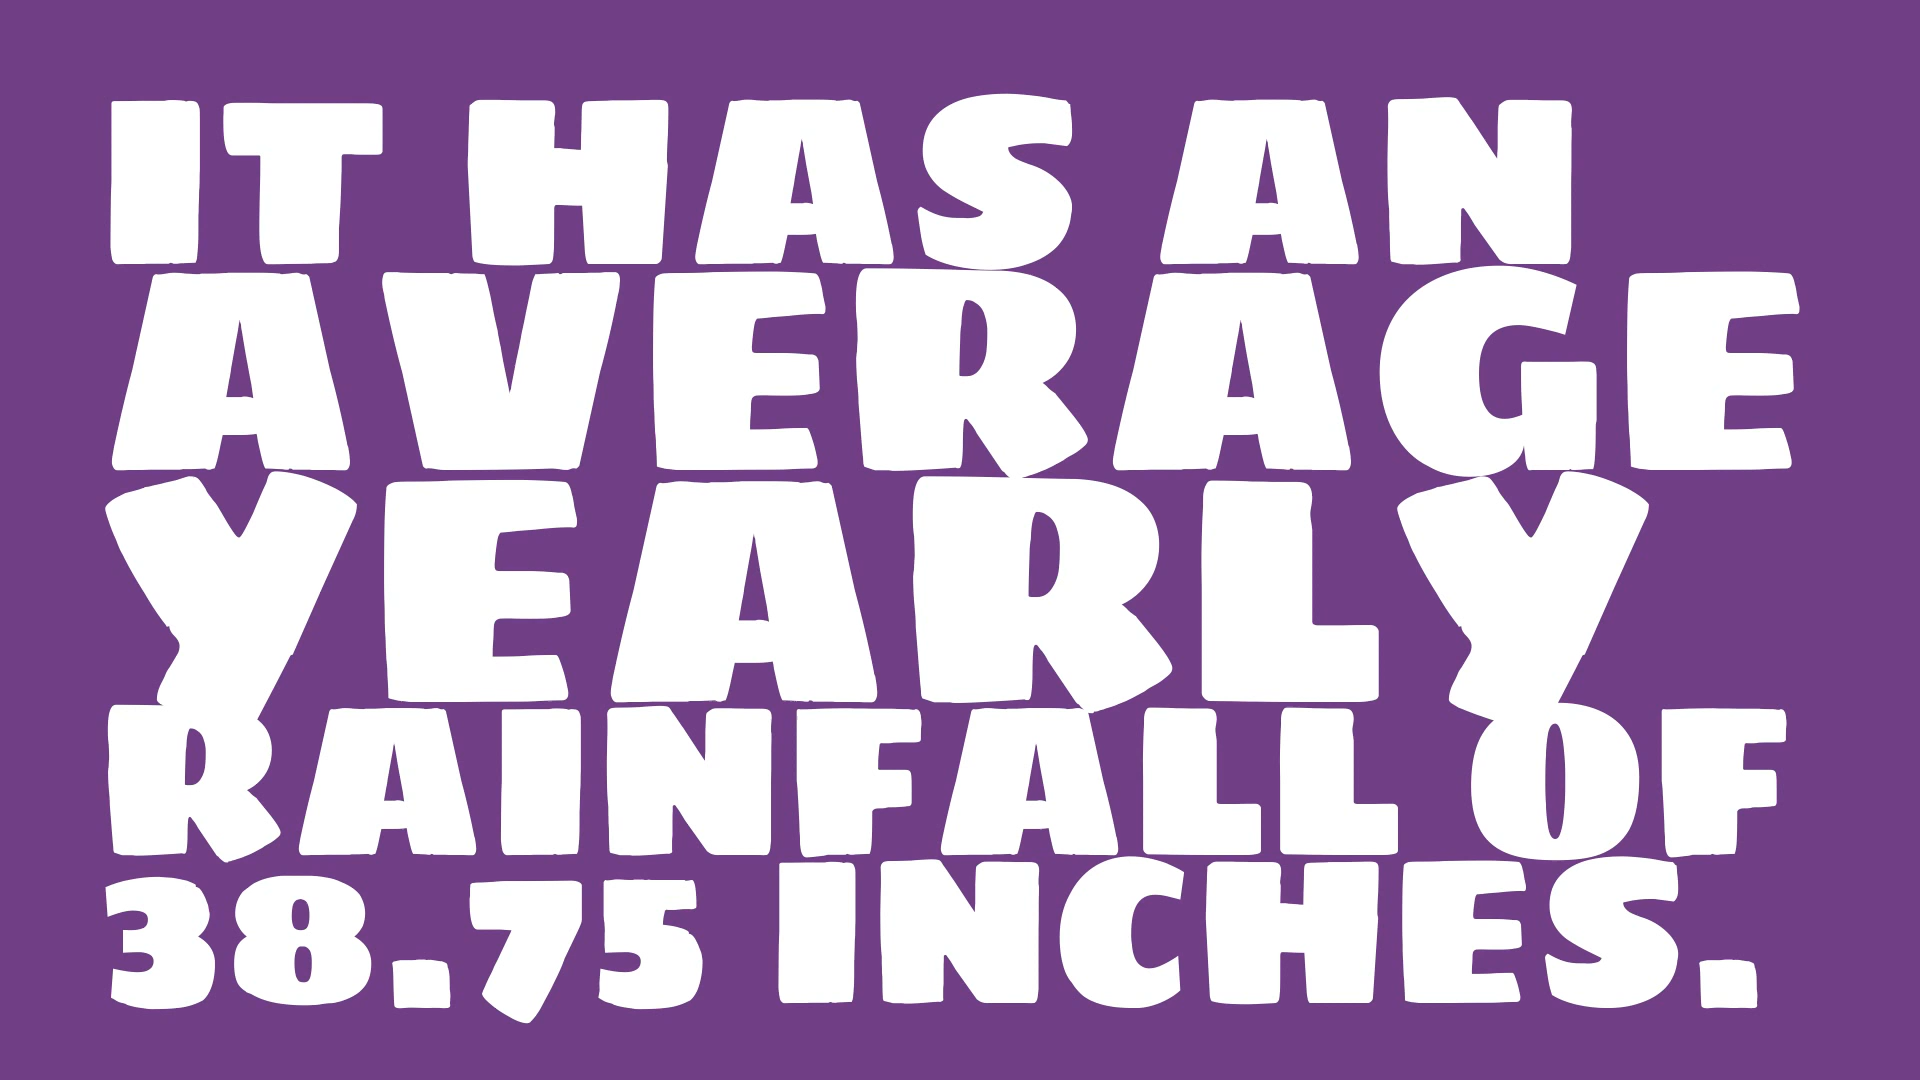 IT HAS AN
AVERAGE
YEARLY
RAINFALL OF
38.75 INCHES.